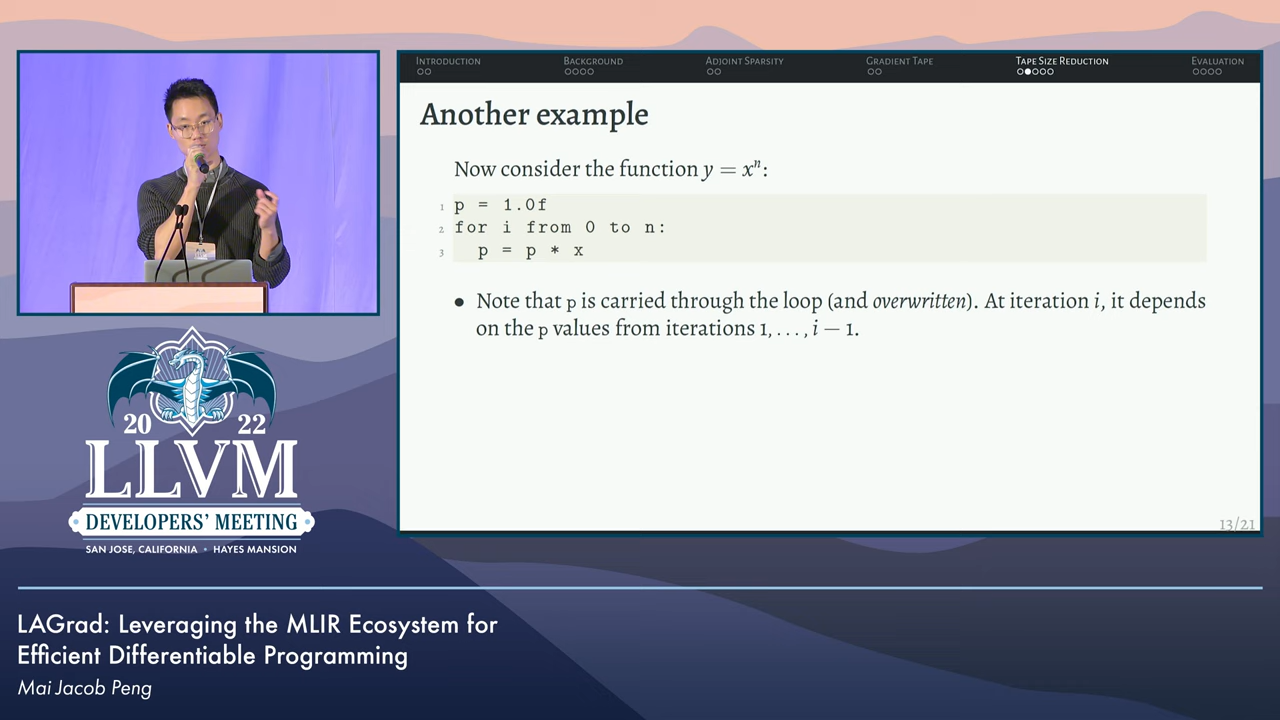 INTRODUCTION
BACKGROUND
ADJOINT SPARSITY
GRADIENT TAPE
TAPE SIZE REDUCTION
EVALUATION
Another example
Now consider the function y = xⁿ:
1 p = 1.0f
2 for i from 0 to n:
3 p = p * x
• Note that p is carried through the loop (and overwritten). At iteration i, it depends
on the p values from iterations 1, . . . , i − 1.
13/21
20 22
LLVM
DEVELOPERS' MEETING
SAN JOSE, CALIFORNIA • HAYES MANSION
LAGrad: Leveraging the MLIR Ecosystem for
Efficient Differentiable Programming
Mai Jacob Peng